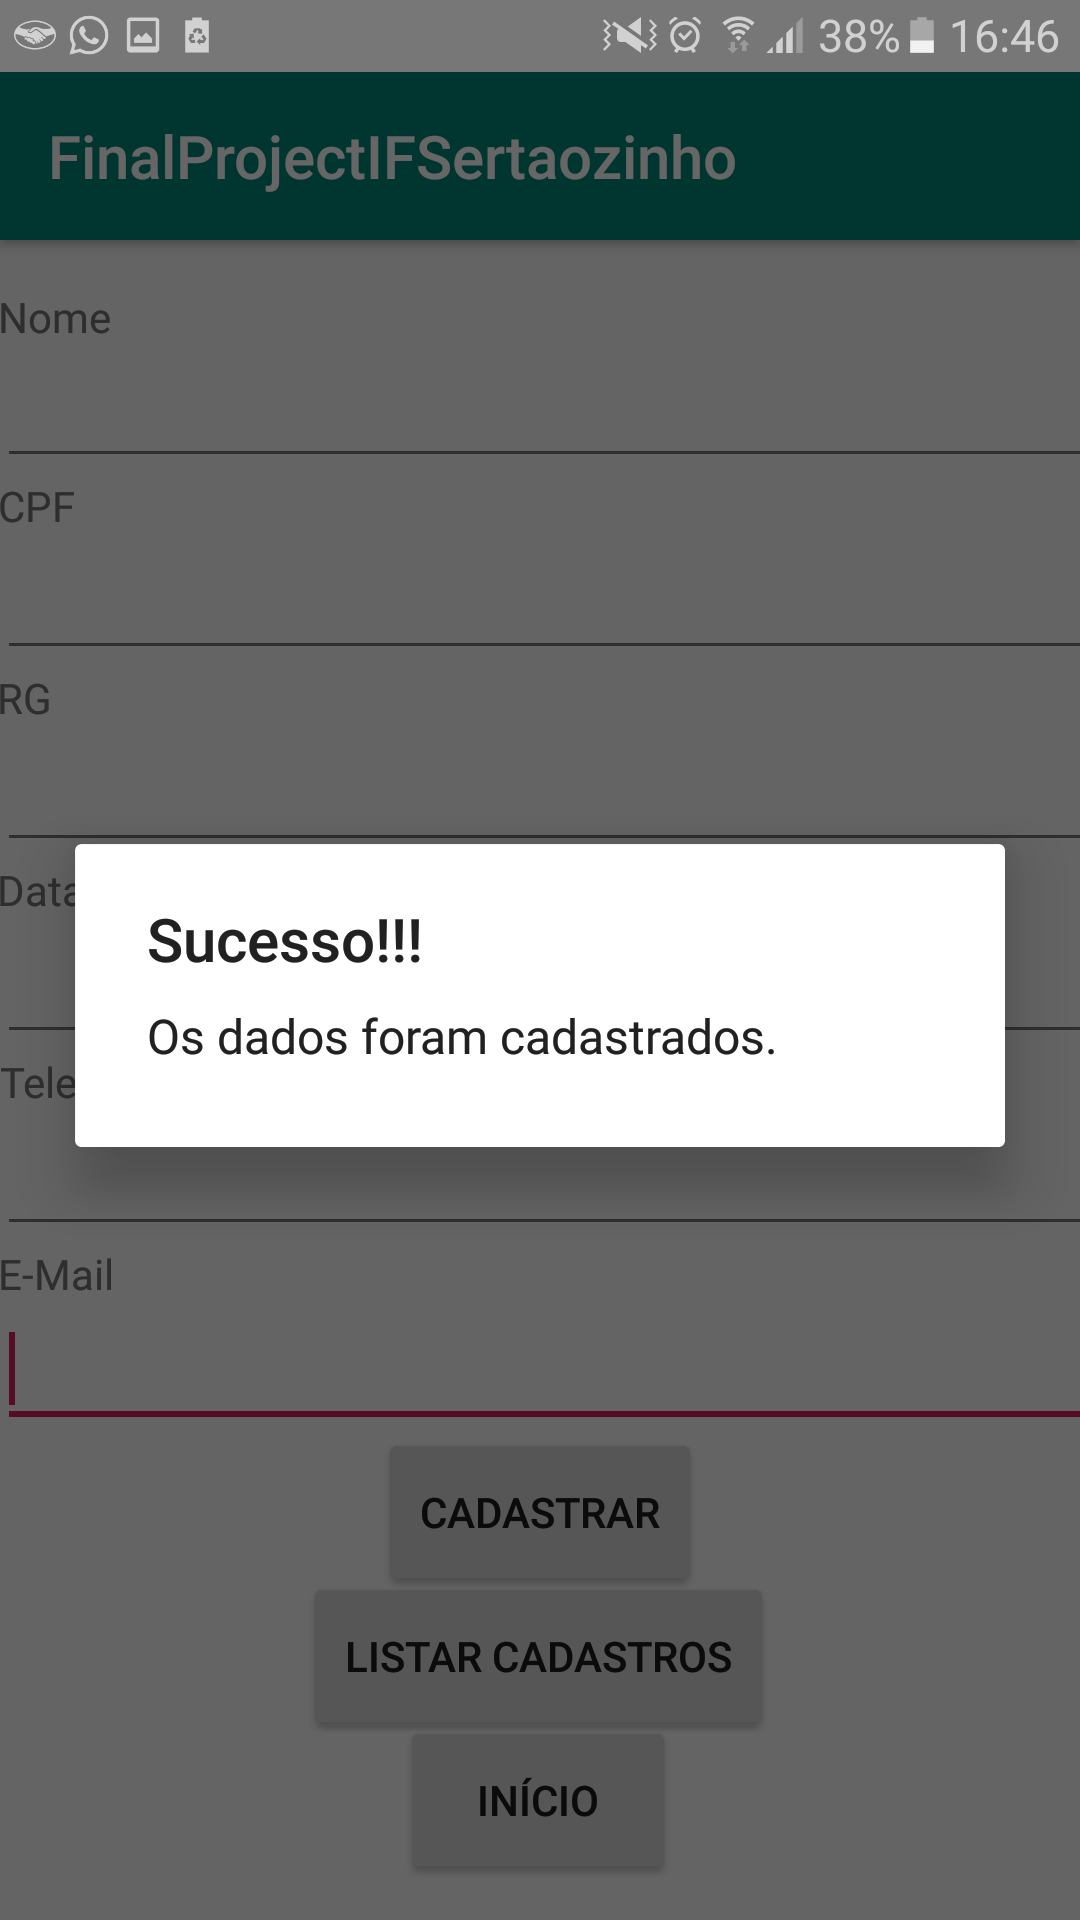 38% 16:46
FinalProjectIFSertaozinho
Nome
CPF
RG
Sucesso!!!
Os dados foram cadastrados.
E-Mail
CADASTRAR
LISTAR CADASTROS
INÍCIO